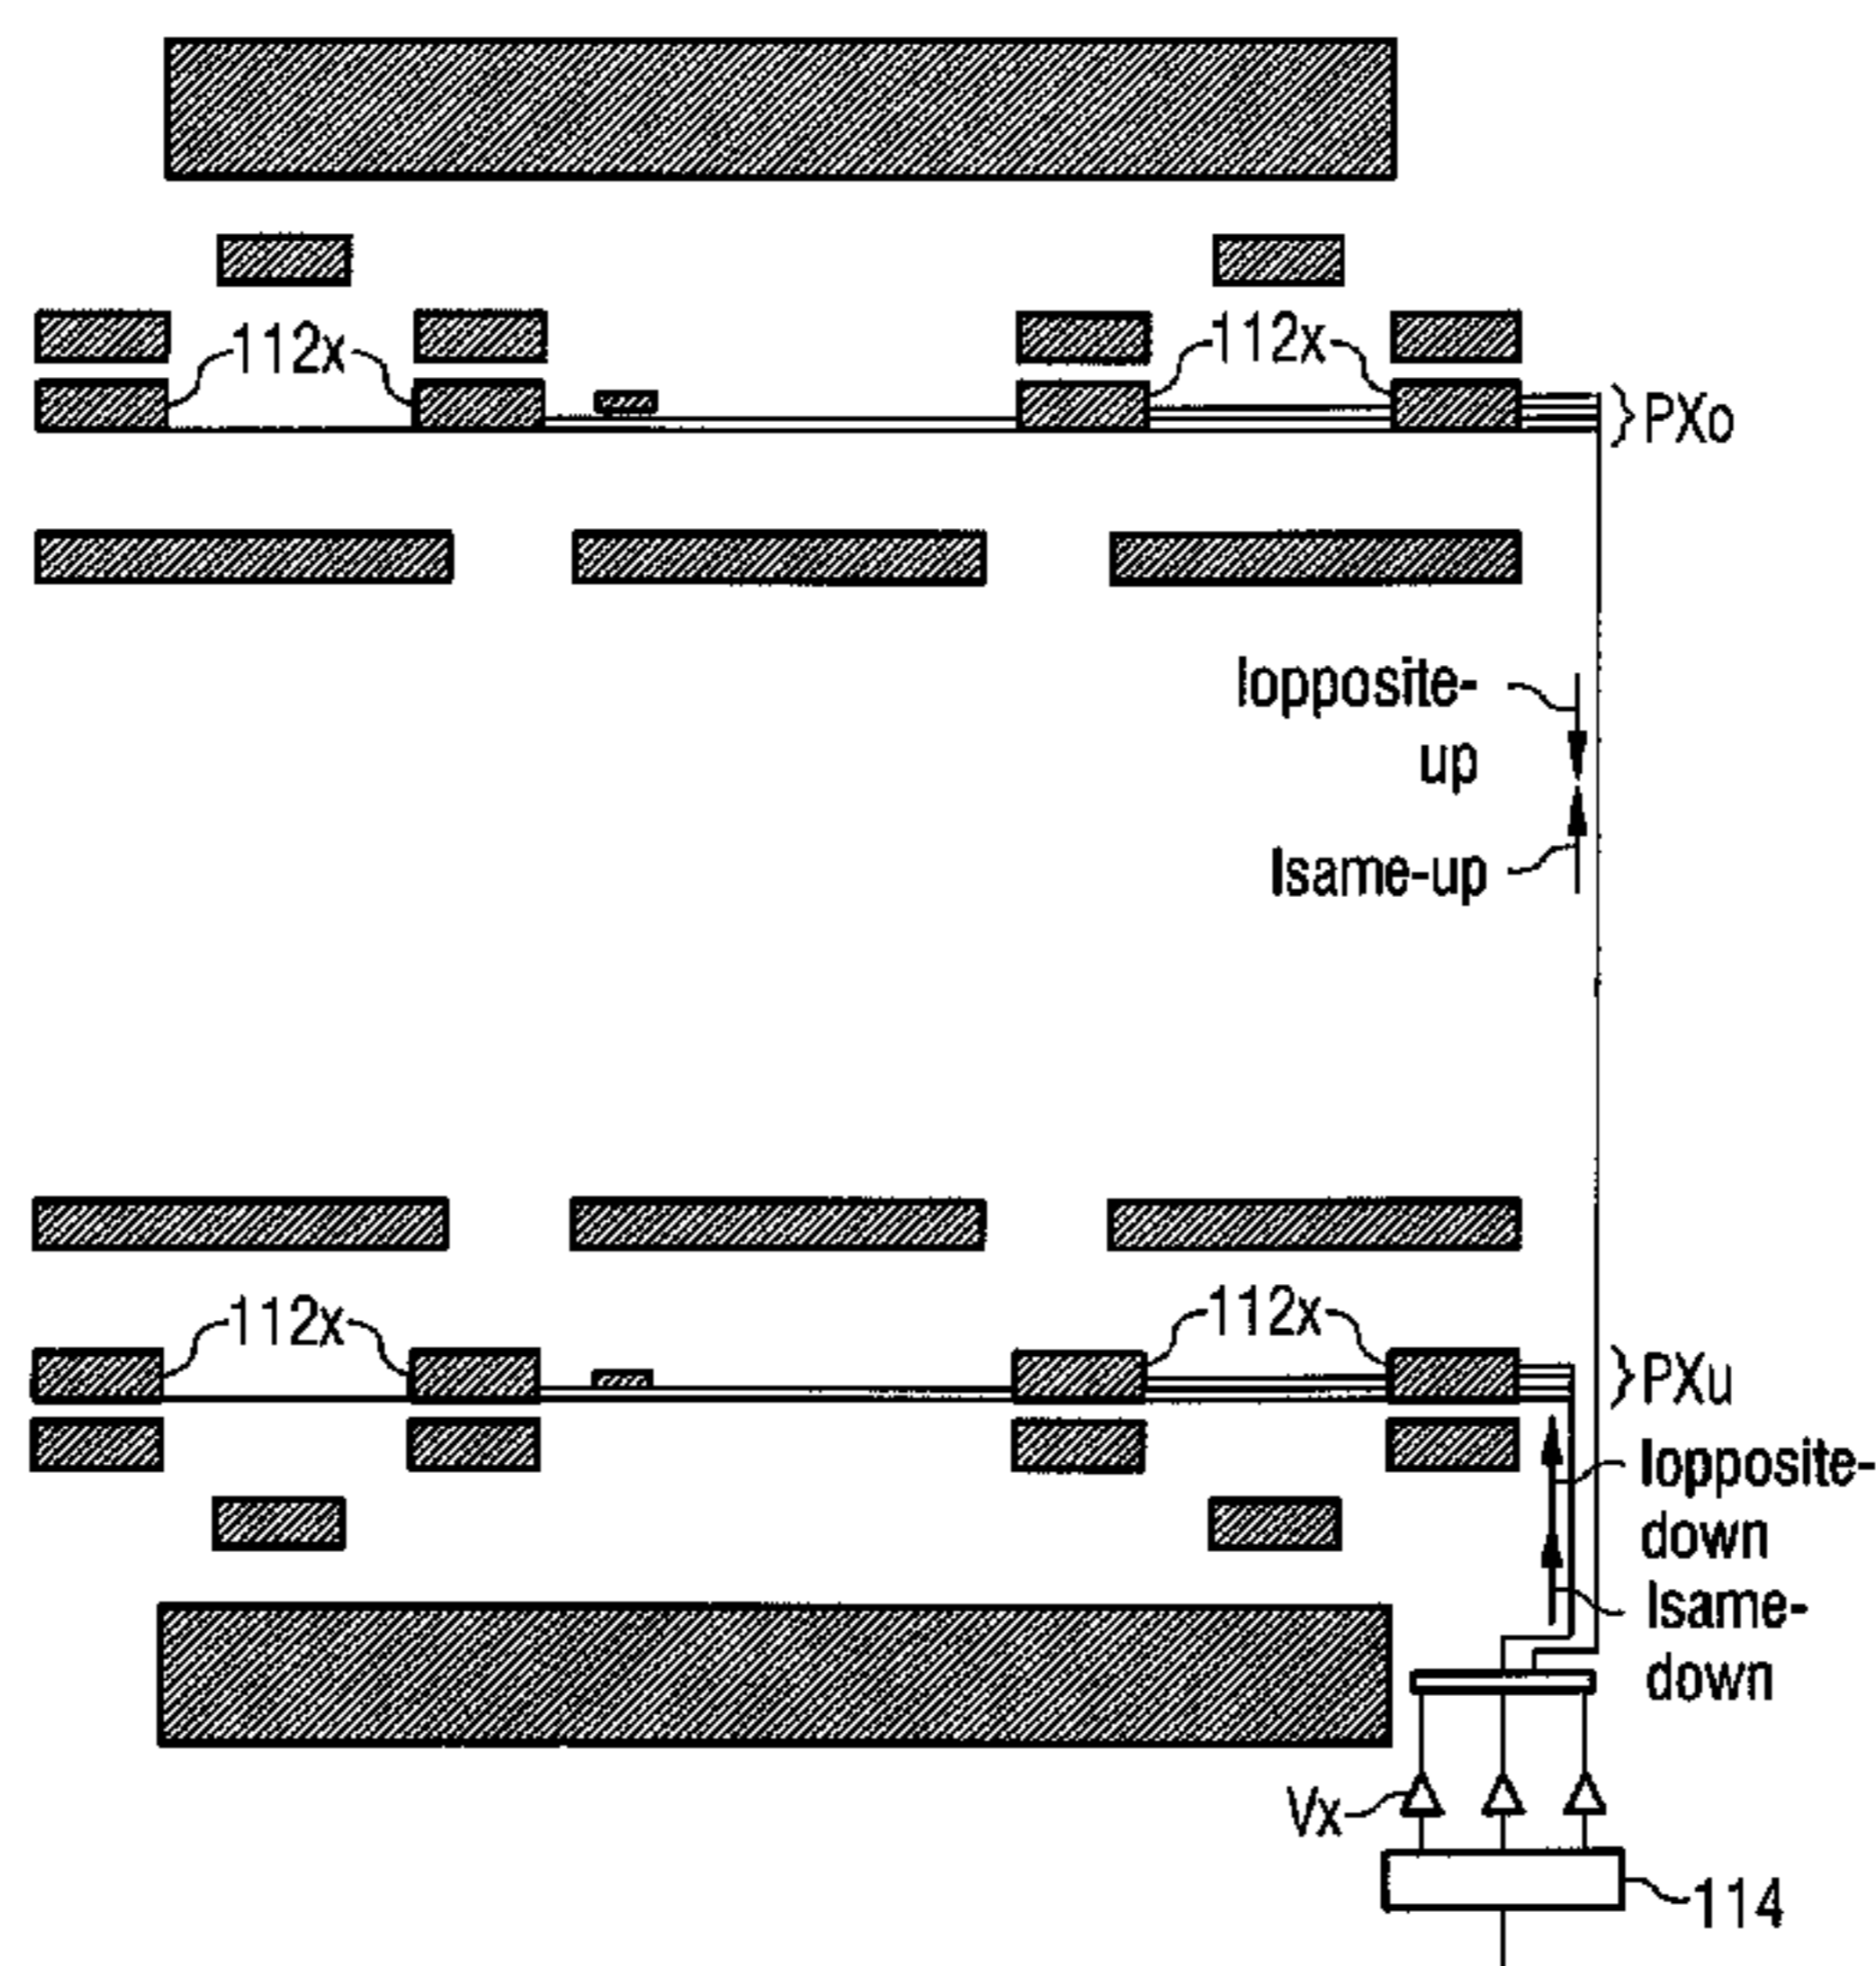 112x
112x
PXo
Iopposite-
up
Isame-up
112x
112x
PXu
Iopposite-
down
Isame-
down
Vx
114